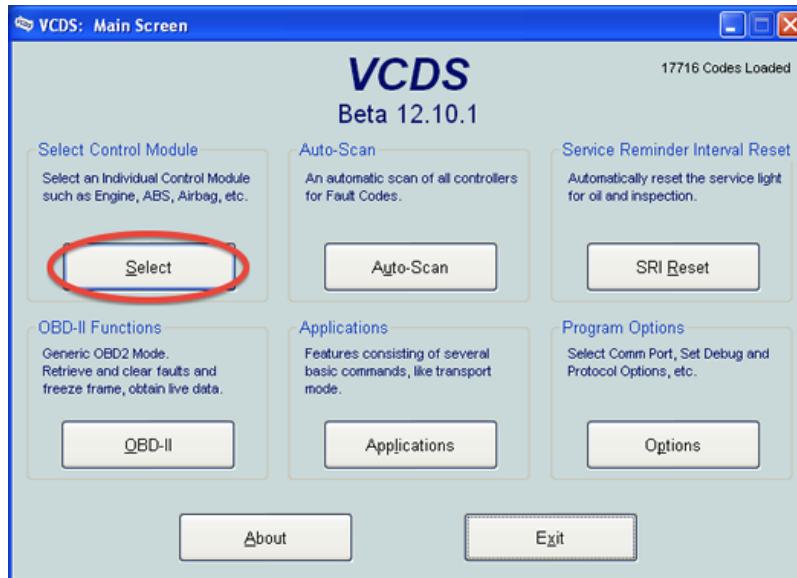 VCDS: Main Screen
VCDS
17716 Codes Loaded
Beta 12.10.1
Select Control Module
Select an Individual Control Module
such as Engine, ABS, Airbag, etc.
Select
Auto-Scan
An automatic scan of all controllers
for Fault Codes.
Auto-Scan
Service Reminder Interval Reset
Automatically reset the service light
for oil and inspection.
SRI Reset
OBD-II Functions
Generic OBD2 Mode.
Retrieve and clear faults and
freeze frame, obtain live data.
OBD-II
Applications
Features consisting of several
basic commands, like transport
mode.
Applications
Program Options
Select Comm Port, Set Debug and
Protocol Options, etc.
Options
About
Exit